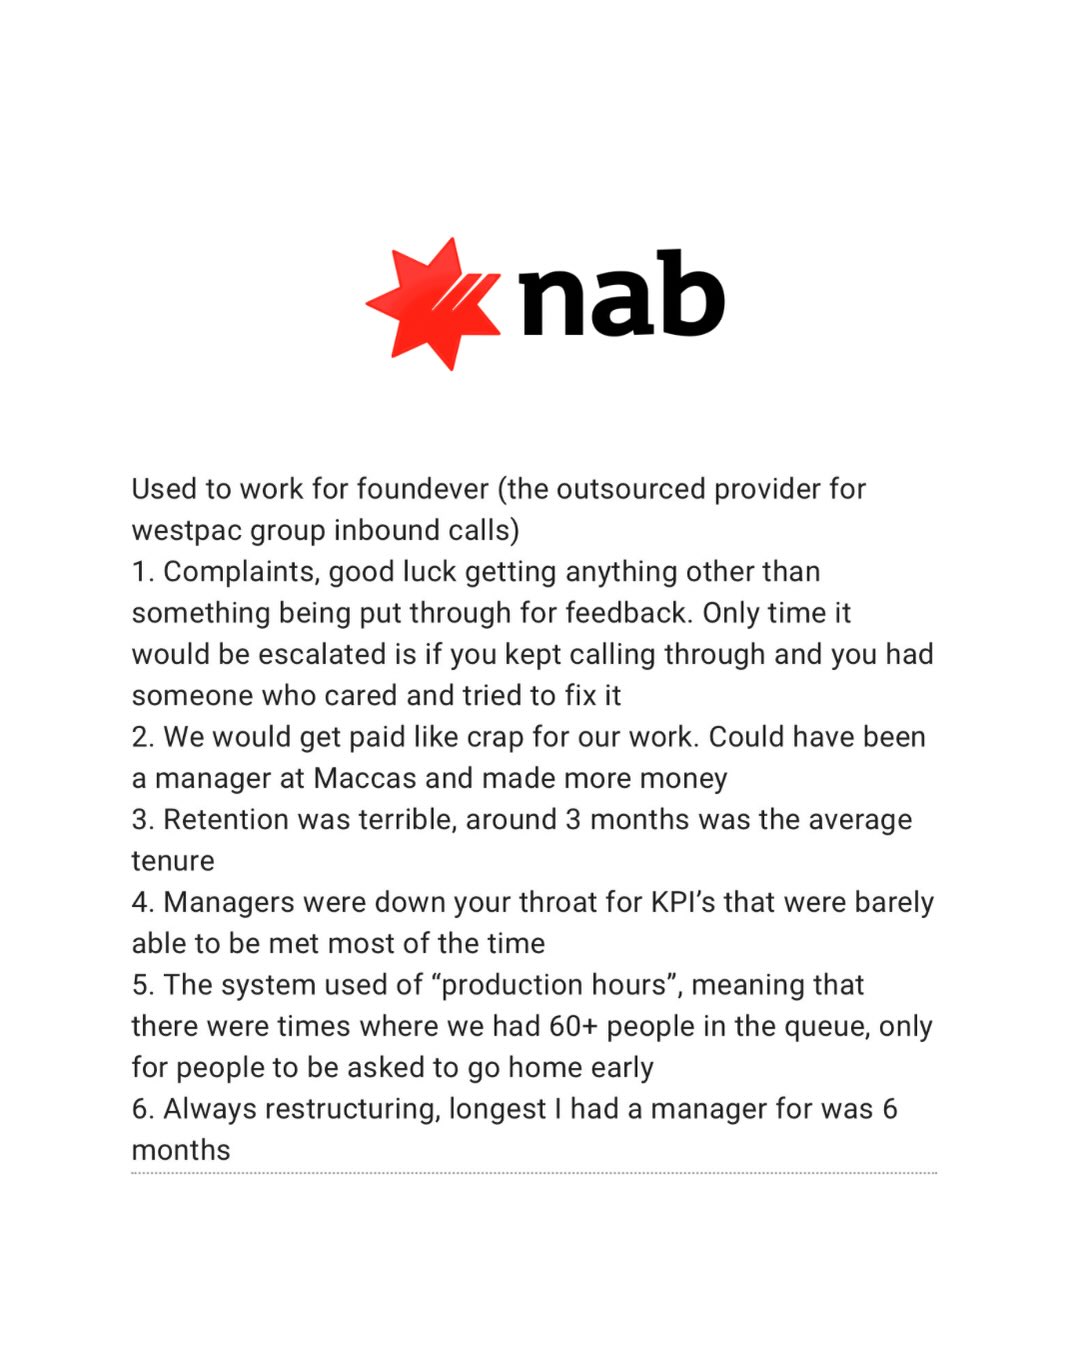 nab
Used to work for foundever (the outsourced provider for
westpac group inbound calls)
1. Complaints, good luck getting anything other than
something being put through for feedback. Only time it
would be escalated is if you kept calling through and you had
someone who cared and tried to fix it
2. We would get paid like crap for our work. Could have been
a manager at Maccas and made more money
3. Retention was terrible, around 3 months was the average
tenure
4. Managers were down your throat for KPI’s that were barely
able to be met most of the time
5. The system used of “production hours”, meaning that
there were times where we had 60+ people in the queue, only
for people to be asked to go home early
6. Always restructuring, longest I had a manager for was 6
months